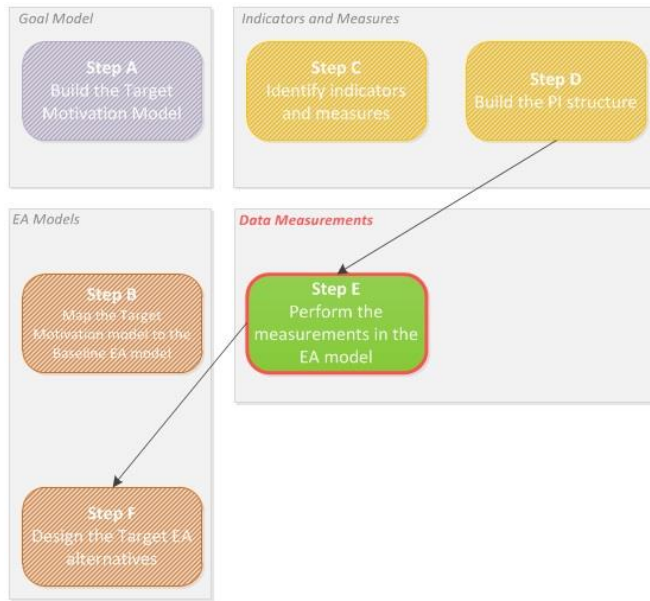 Goal Model
Step A
Build the Target
Motivation Model
Indicators and Measures
Step C
Identify indicators
and measures
Step D
Build the PI structure
EA Models
Step B
Map the Target
Motivation model to the
Baseline EA model
Data Measurements
Step E
Perform the
measurements in the
EA model
Step F
Design the Target EA
alternatives